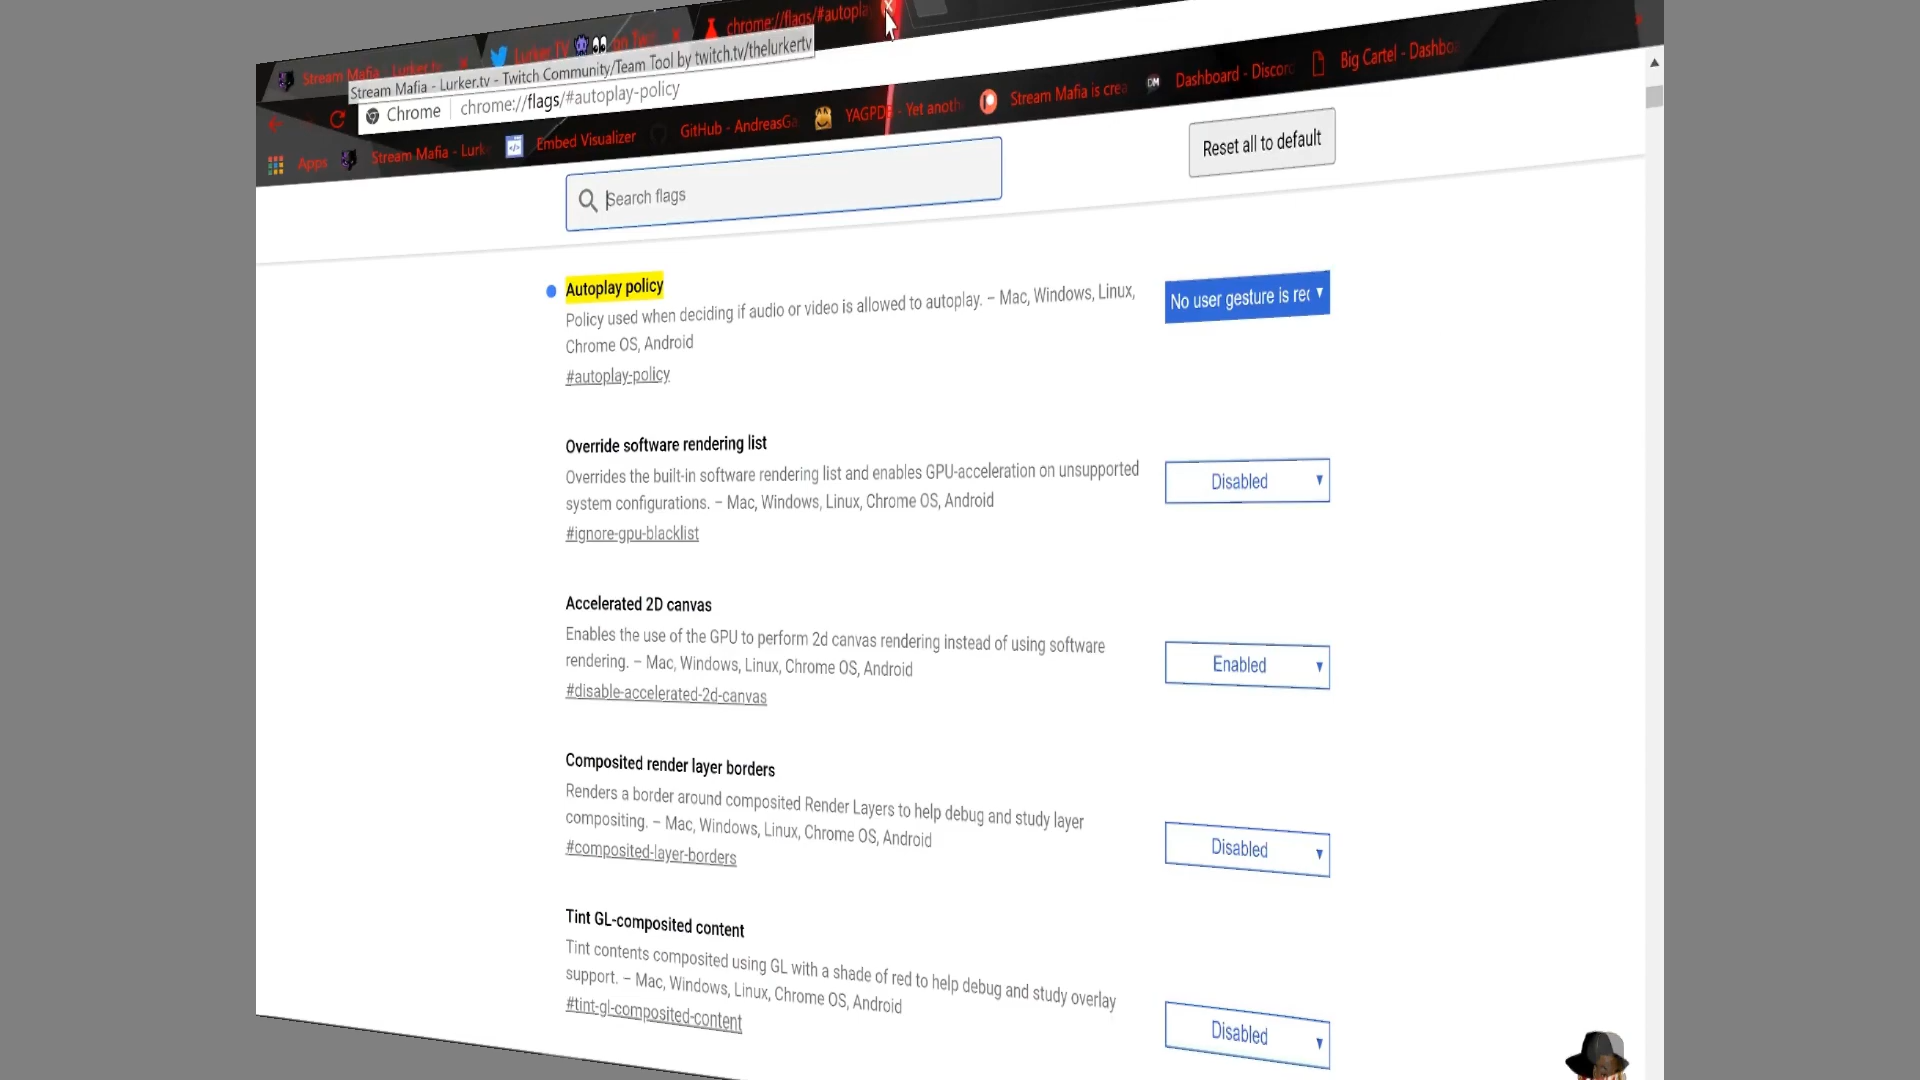 chrome://flags/#autopla
Stream Mafia - Lurker.tv
Lurker TV
on Twi
Stream Mafia - Lurker.tv - Twitch Community/Team Tool by twitch.tv/thelurkertv
Chrome chrome://flags/#autoplay-policy
Apps
Stream Mafia - Lurk
Embed Visualizer
GitHub - AndreasGa
YAGPDB - Yet anoth
Stream Mafia is crea
DM
Dashboard - Discord
Big Cartel - Dashboa
Search flags
Reset all to default
Autoplay policy
Policy used when deciding if audio or video is allowed to autoplay. – Mac, Windows, Linux,
Chrome OS, Android
#autoplay-policy
No user gesture is rec
Override software rendering list
Overrides the built-in software rendering list and enables GPU-acceleration on unsupported
system configurations. – Mac, Windows, Linux, Chrome OS, Android
#ignore-gpu-blacklist
Disabled
Accelerated 2D canvas
Enables the use of the GPU to perform 2d canvas rendering instead of using software
rendering. – Mac, Windows, Linux, Chrome OS, Android
#disable-accelerated-2d-canvas
Enabled
Composited render layer borders
Renders a border around composited Render Layers to help debug and study layer
compositing. – Mac, Windows, Linux, Chrome OS, Android
#composited-layer-borders
Disabled
Tint GL-composited content
Tint contents composited using GL with a shade of red to help debug and study overlay
support. – Mac, Windows, Linux, Chrome OS, Android
#tint-gl-composited-content
Disabled